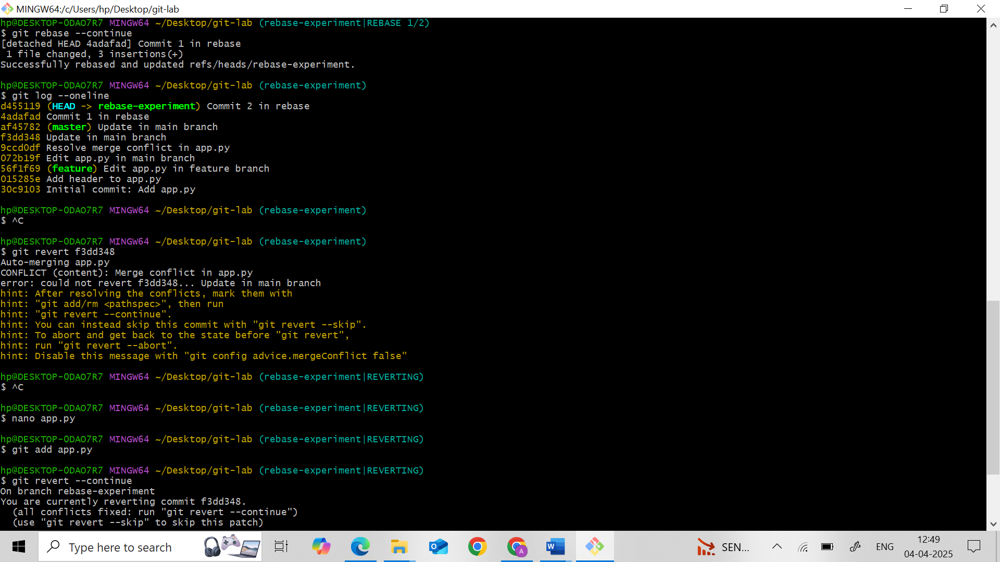 MINGW64:/c/Users/hp/Desktop/git-lab
hp@DESKTOP-ODAO7R7 MINGW64 ~/Desktop/git-lab (rebase-experiment|REBASE 1/2)
$ git rebase --continue
[detached HEAD 4adafad] Commit 1 in rebase
 1 file changed, 3 insertions(+)
Successfully rebased and updated refs/heads/rebase-experiment.

hp@DESKTOP-ODAO7R7 MINGW64 ~/Desktop/git-lab (rebase-experiment)
$ git log --oneline
d455119 (HEAD -> rebase-experiment) Commit 2 in rebase
4adafad Commit 1 in rebase
af45782 (master) Update in main branch
f3dd348 Update in main branch
9ccd0df Resolve merge conflict in app.py
072b19f Edit app.py in main branch
56f1f69 (feature) Edit app.py in feature branch
015285e Add header to app.py
30c9103 Initial commit: Add app.py

hp@DESKTOP-ODAO7R7 MINGW64 ~/Desktop/git-lab (rebase-experiment)
$ ^C

hp@DESKTOP-ODAO7R7 MINGW64 ~/Desktop/git-lab (rebase-experiment)
$ git revert f3dd348
Auto-merging app.py
CONFLICT (content): Merge conflict in app.py
error: could not revert f3dd348... Update in main branch
hint: After resolving the conflicts, mark them with
hint: "git add/rm <pathspec>", then run
hint: "git revert --continue".
hint: You can instead skip this commit with "git revert --skip".
hint: To abort and get back to the state before "git revert",
hint: run "git revert --abort".
hint: Disable this message with "git config advice.mergeConflict false"

hp@DESKTOP-ODAO7R7 MINGW64 ~/Desktop/git-lab (rebase-experiment|REVERTING)
$ ^C

hp@DESKTOP-ODAO7R7 MINGW64 ~/Desktop/git-lab (rebase-experiment|REVERTING)
$ nano app.py

hp@DESKTOP-ODAO7R7 MINGW64 ~/Desktop/git-lab (rebase-experiment|REVERTING)
$ git add app.py

hp@DESKTOP-ODAO7R7 MINGW64 ~/Desktop/git-lab (rebase-experiment|REVERTING)
$ git revert --continue
On branch rebase-experiment
You are currently reverting commit f3dd348.
  (all conflicts fixed: run "git revert --continue")
  (use "git revert --skip" to skip this patch)
Type here to search
SEN...
ENG
12:49
04-04-2025